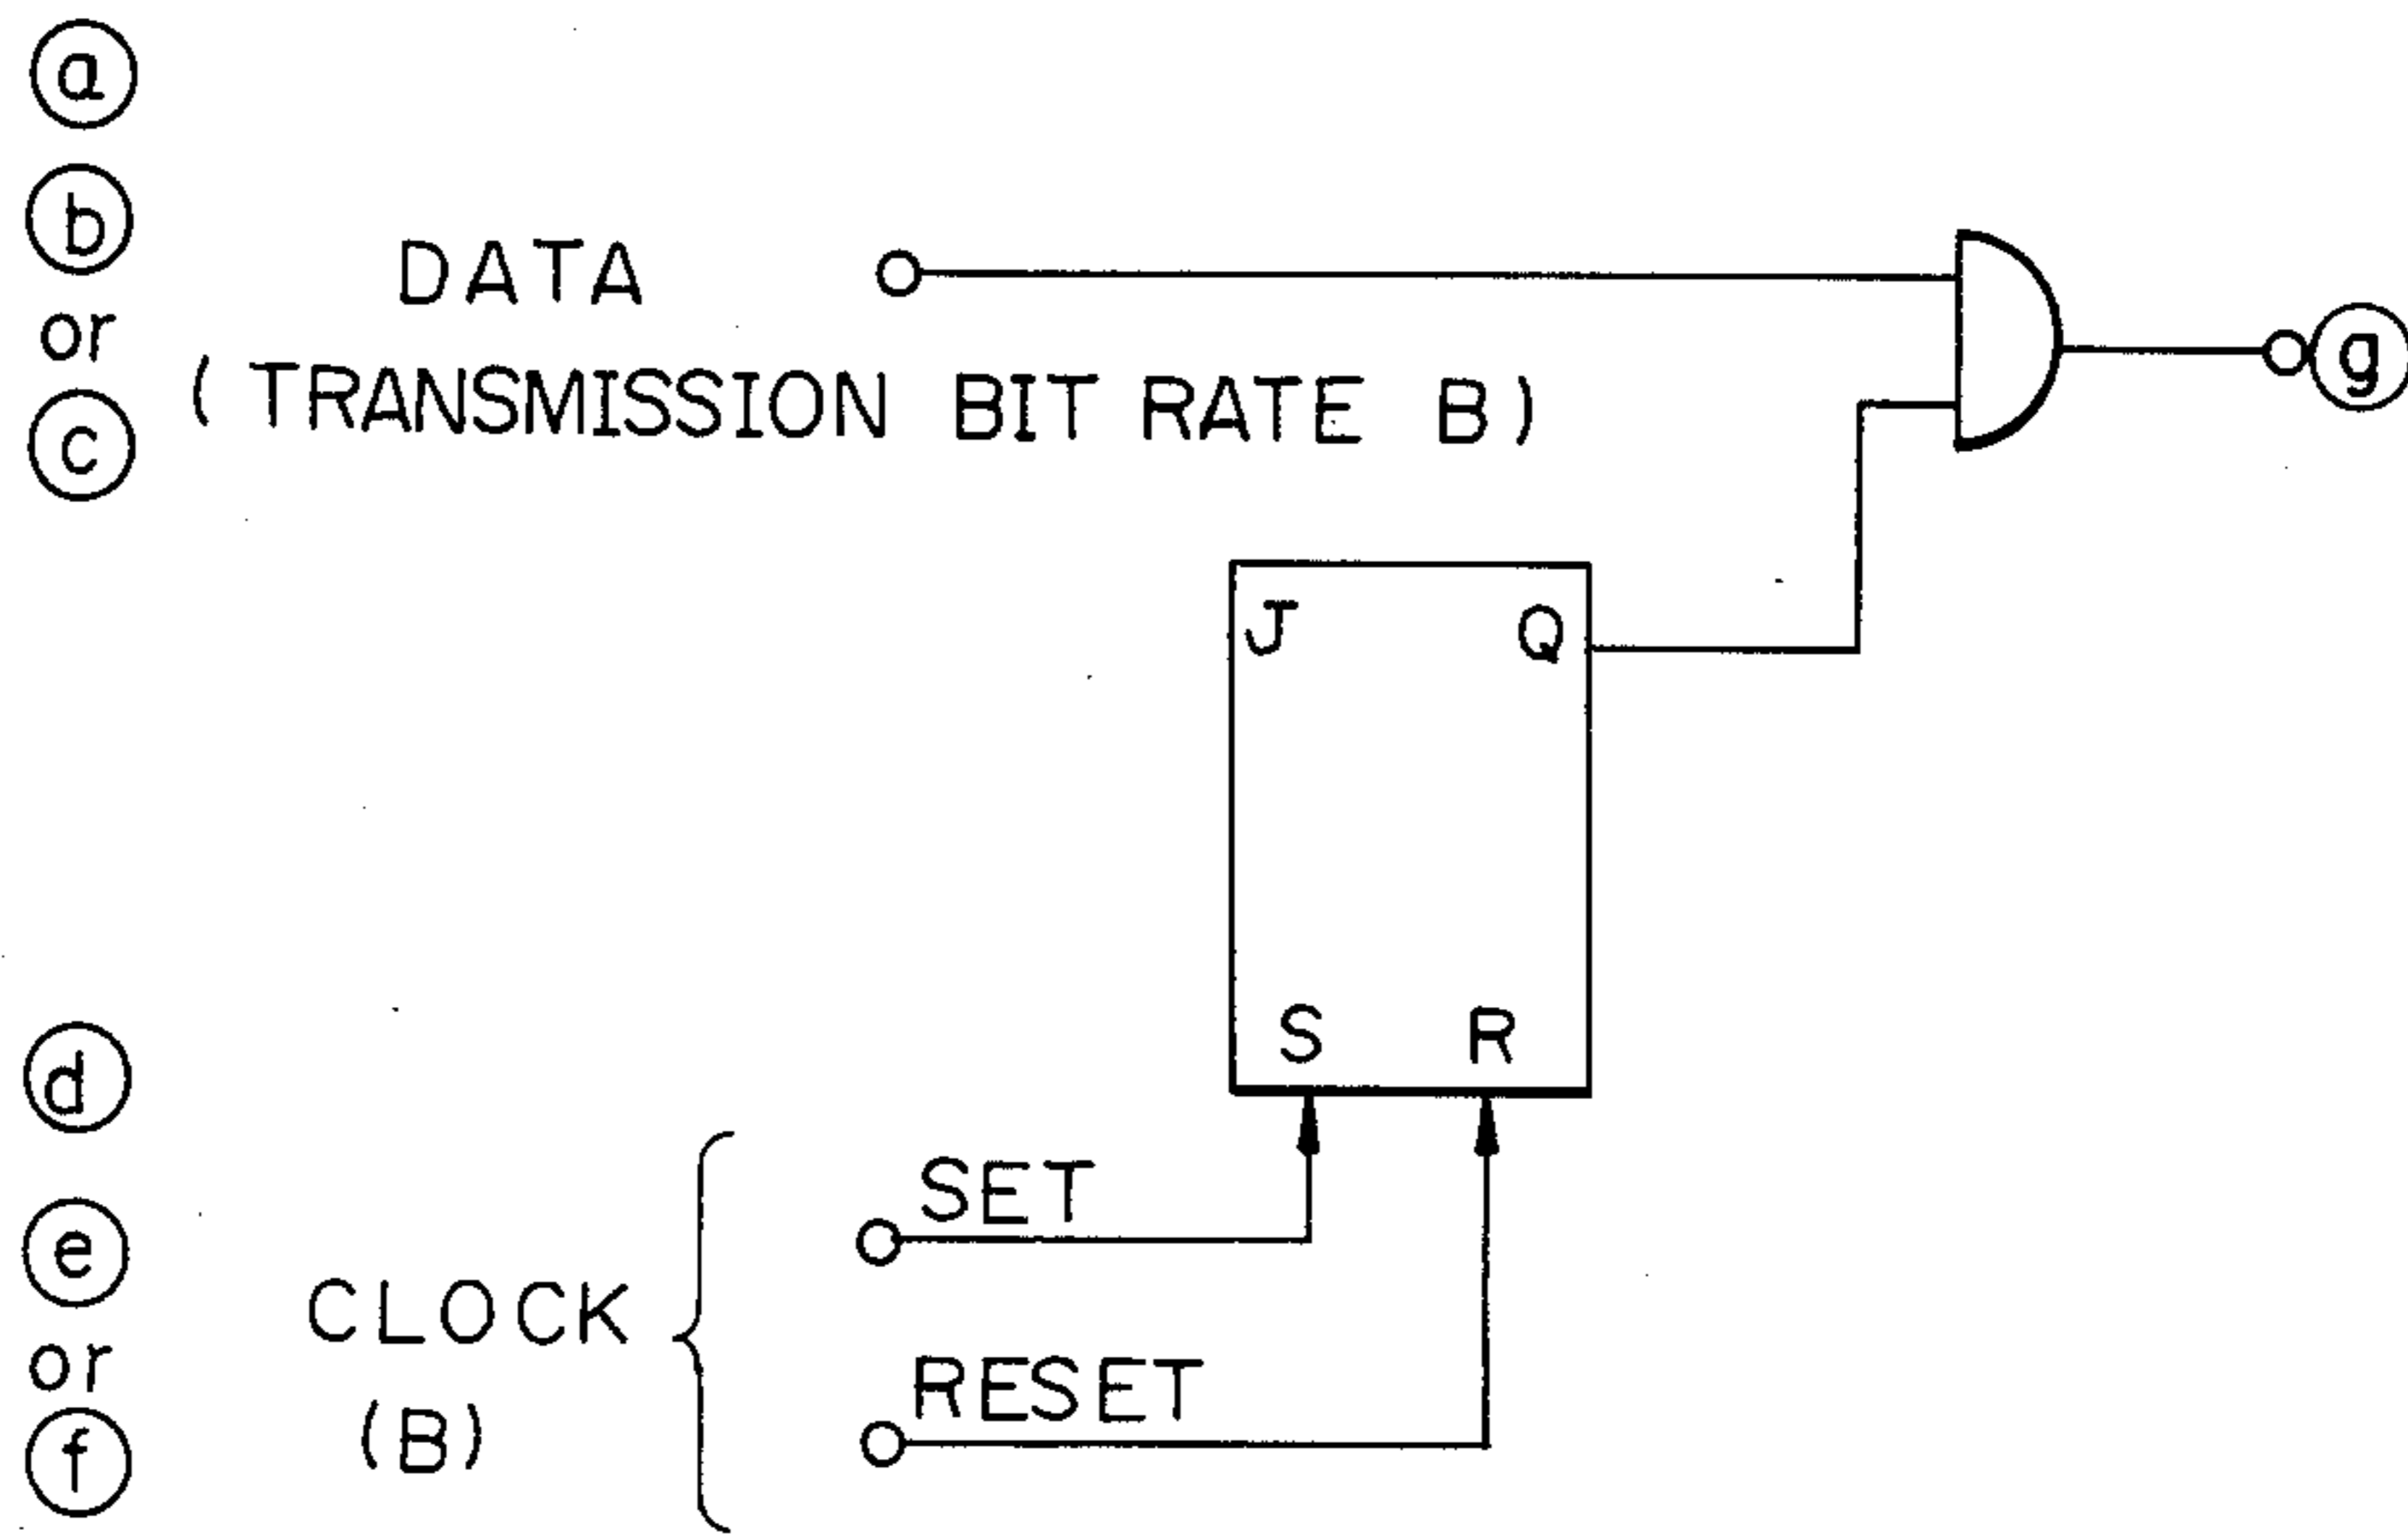 a
b
DATA
or
( TRANSMISSION BIT RATE B )
c
g
J Q
S R
d
SET
e
CLOCK
or
RESET
(B)
f